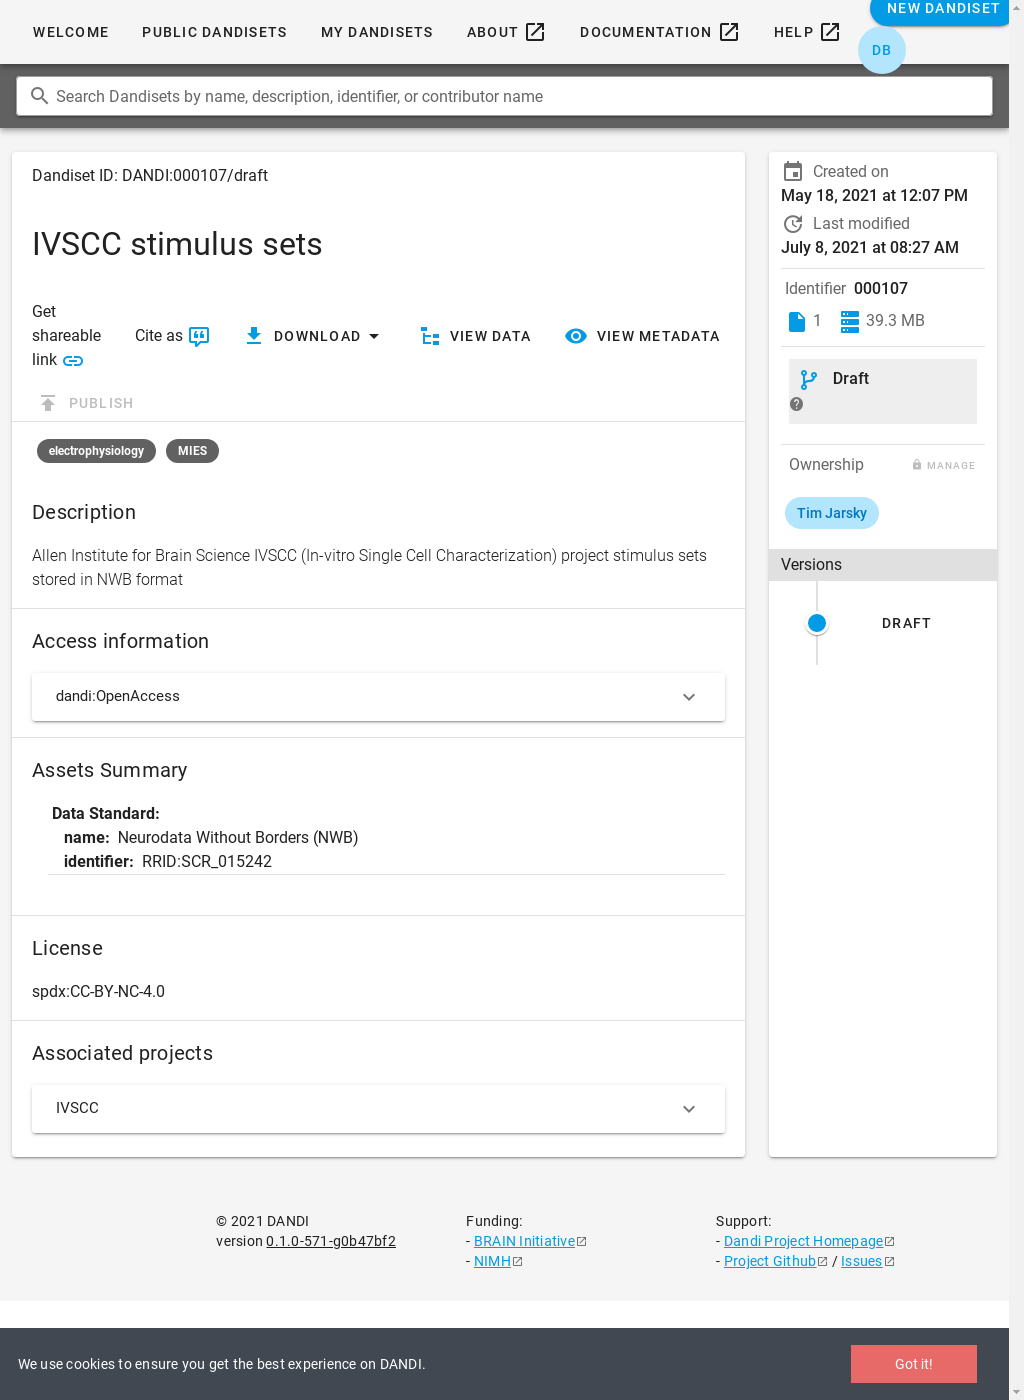 WELCOME PUBLIC DANDISETS MY DANDISETS ABOUT DOCUMENTATION HELP NEW DANDISET
DB
Search Dandisets by name, description, identifier, or contributor name
Dandiset ID: DANDI:000107/draft
IVSCC stimulus sets
Get
shareable
link
Cite as DOWNLOAD VIEW DATA VIEW METADATA
PUBLISH
electrophysiology MIES
Description
Allen Institute for Brain Science IVSCC (In-vitro Single Cell Characterization) project stimulus sets
stored in NWB format
Access information
dandi:OpenAccess
Assets Summary
Data Standard:
name: Neurodata Without Borders (NWB)
identifier: RRID:SCR_015242
License
spdx:CC-BY-NC-4.0
Associated projects
IVSCC
Created on
May 18, 2021 at 12:07 PM
Last modified
July 8, 2021 at 08:27 AM
Identifier 000107
1 39.3 MB
Draft
Ownership MANAGE
Tim Jarsky
Versions
DRAFT
© 2021 DANDI
version 0.1.0-571-g0b47bf2
Funding:
- BRAIN Initiative
- NIMH
Support:
- Dandi Project Homepage
- Project Github / Issues
We use cookies to ensure you get the best experience on DANDI.
Got it!